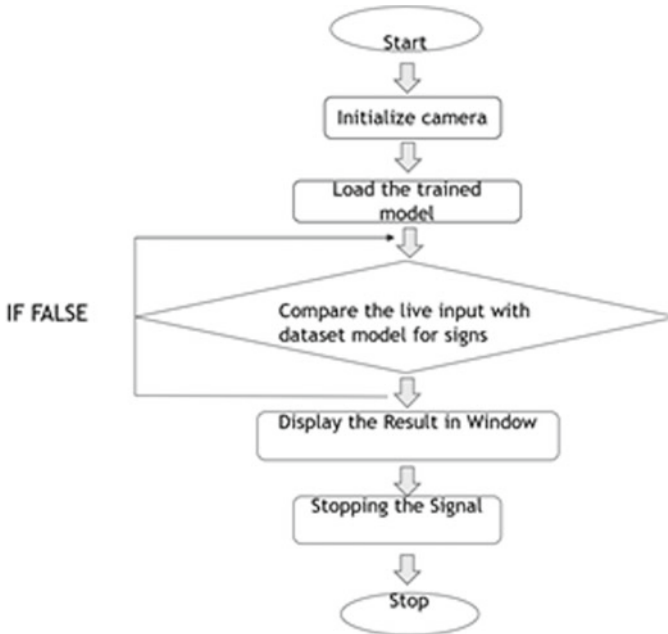 Start
Initialize camera
Load the trained
model
IF FALSE
Compare the live input with
dataset model for signs
Display the Result in Window
Stopping the Signal
Stop